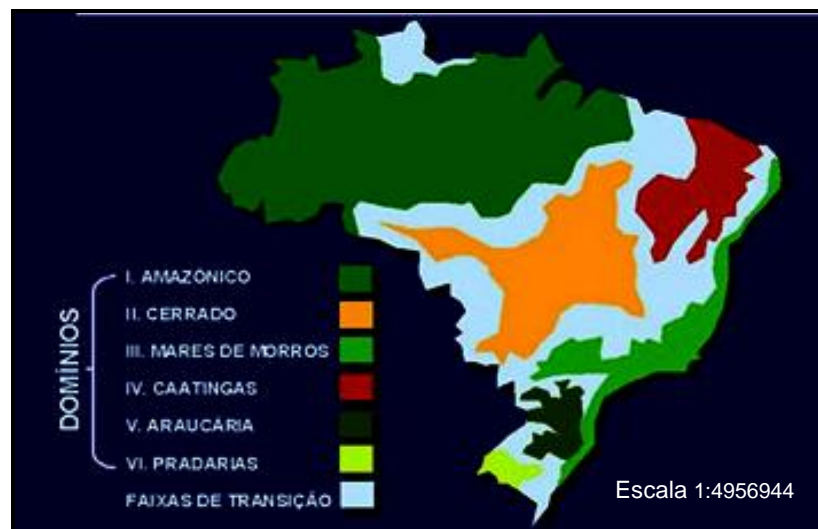 DOMÍNIOS
I. AMAZÔNICO
II. CERRADO
III. MARES DE MORROS
IV. CAATINGAS
V. ARAUCÁRIA
VI. PRADARIAS
FAIXAS DE TRANSIÇÃO
Escala 1:4956944